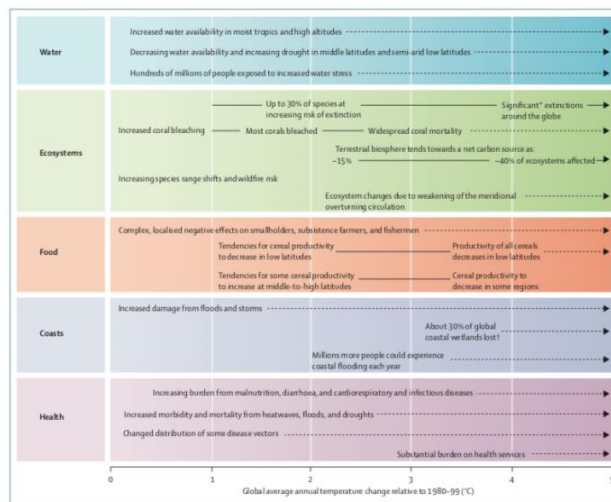 Water
Increased water availability in moist tropics and high altitudes
Decreasing water availability and increasing drought in middle latitudes and semi-arid low latitudes
Hundreds of millions of people exposed to increased water stress
Ecosystems
Up to 30% of species at
increasing risk of extinction
Significant* extinctions
around the globe
Increased coral bleaching
Most corals bleached
Widespread coral mortality
Terrestrial biosphere tends towards a net carbon source as:
~15%
~40% of ecosystems affected
Increasing species range shifts and wildfire risk
Ecosystem changes due to weakening of the meridional
overturning circulation
Food
Complex, localised negative effects on smallholders, subsistence farmers, and fishermen
Tendencies for cereal productivity
to decrease in low latitudes
Productivity of all cereals
decreases in low latitudes
Tendencies for some cereal productivity
to increase at middle-to-high latitudes
Cereal productivity to
decrease in some regions
Coasts
Increased damage from floods and storms
About 30% of global
coastal wetlands lost†
Millions more people could experience
coastal flooding each year
Health
Increasing burden from malnutrition, diarrhoea, and cardiorespiratory and infectious diseases
Increased morbidity and mortality from heatwaves, floods, and droughts
Changed distribution of some disease vectors
Substantial burden on health services
0 1 2 3 4 5
Global average annual temperature change relative to 1980–99 (°C)